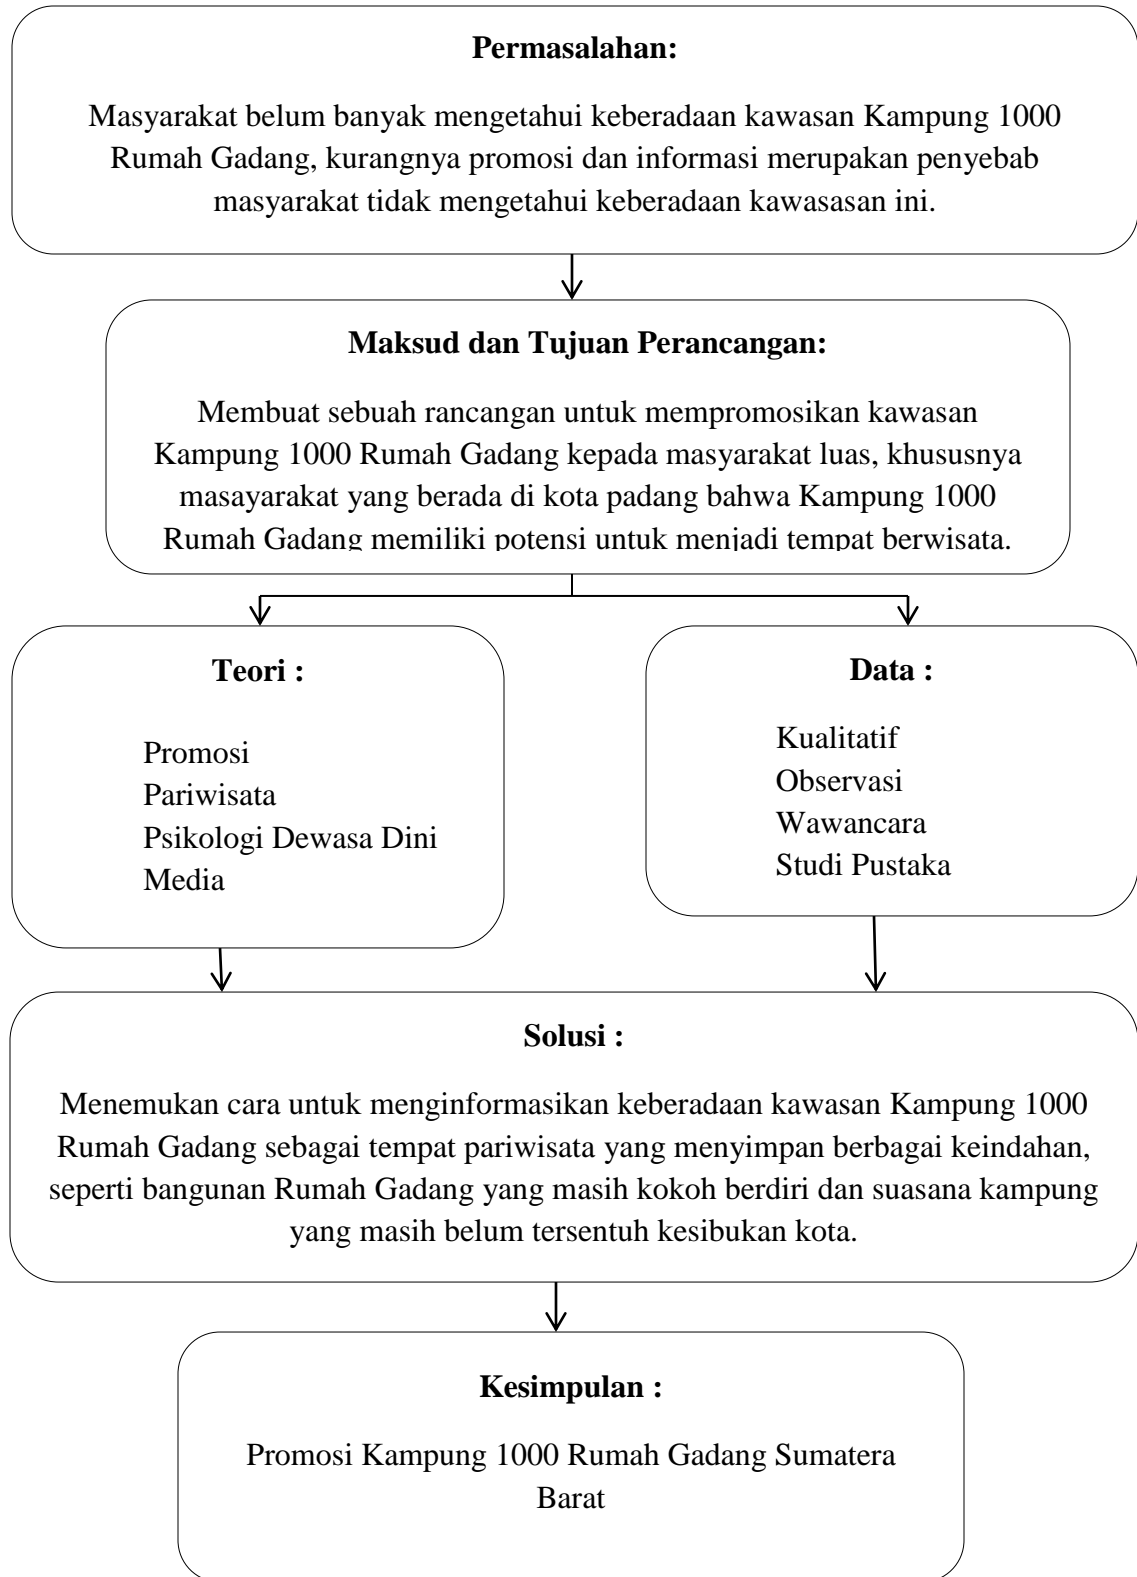 Permasalahan:
Masyarakat belum banyak mengetahui keberadaan kawasan Kampung 1000
Rumah Gadang, kurangnya promosi dan informasi merupakan penyebab
masyarakat tidak mengetahui keberadaan kawasasan ini.
Maksud dan Tujuan Perancangan:
Membuat sebuah rancangan untuk mempromosikan kawasan
Kampung 1000 Rumah Gadang kepada masyarakat luas, khususnya
masayarakat yang berada di kota padang bahwa Kampung 1000
Rumah Gadang memiliki potensi untuk menjadi tempat berwisata.
Teori :
Promosi
Pariwisata
Psikologi Dewasa Dini
Media
Data :
Kualitatif
Observasi
Wawancara
Studi Pustaka
Solusi :
Menemukan cara untuk menginformasikan keberadaan kawasan Kampung 1000
Rumah Gadang sebagai tempat pariwisata yang menyimpan berbagai keindahan,
seperti bangunan Rumah Gadang yang masih kokoh berdiri dan suasana kampung
yang masih belum tersentuh kesibukan kota.
Kesimpulan :
Promosi Kampung 1000 Rumah Gadang Sumatera
Barat